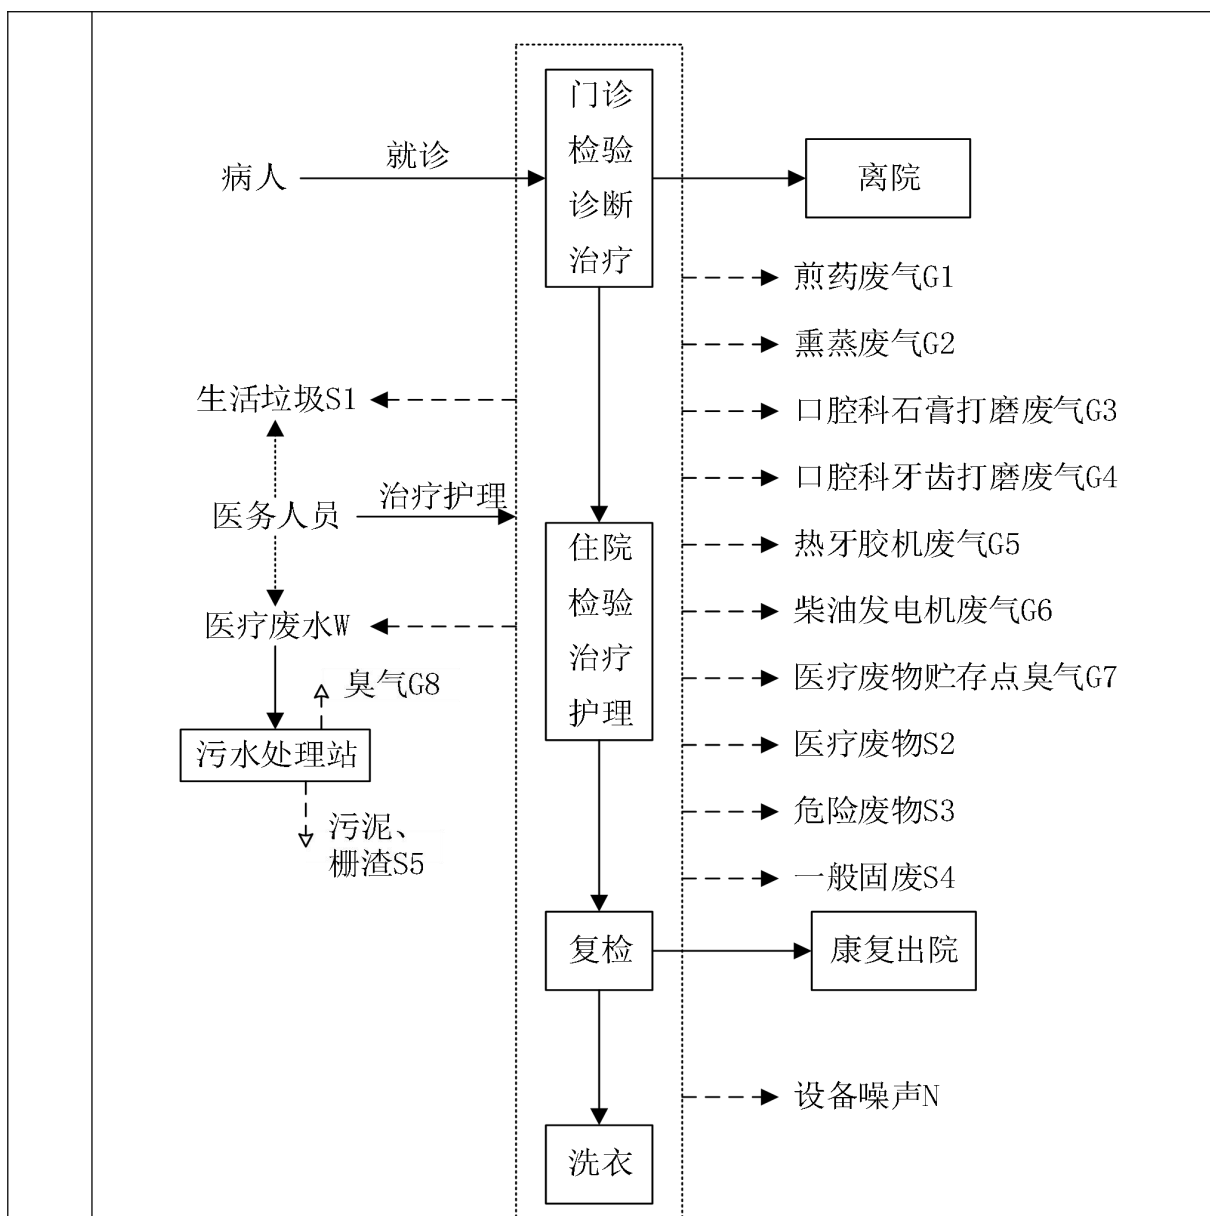 门诊
检验
诊断
治疗
病人
就诊
离院
煎药废气G1
熏蒸废气G2
生活垃圾S1
口腔科石膏打磨废气G3
口腔科牙齿打磨废气G4
医务人员
治疗护理
住院
检验
治疗
护理
热牙胶机废气G5
柴油发电机废气G6
医疗废水W
臭气G8
医疗废物贮存点臭气G7
污水处理站
医疗废物S2
危险废物S3
污泥、
栅渣S5
一般固废S4
复检
康复出院
设备噪声N
洗衣